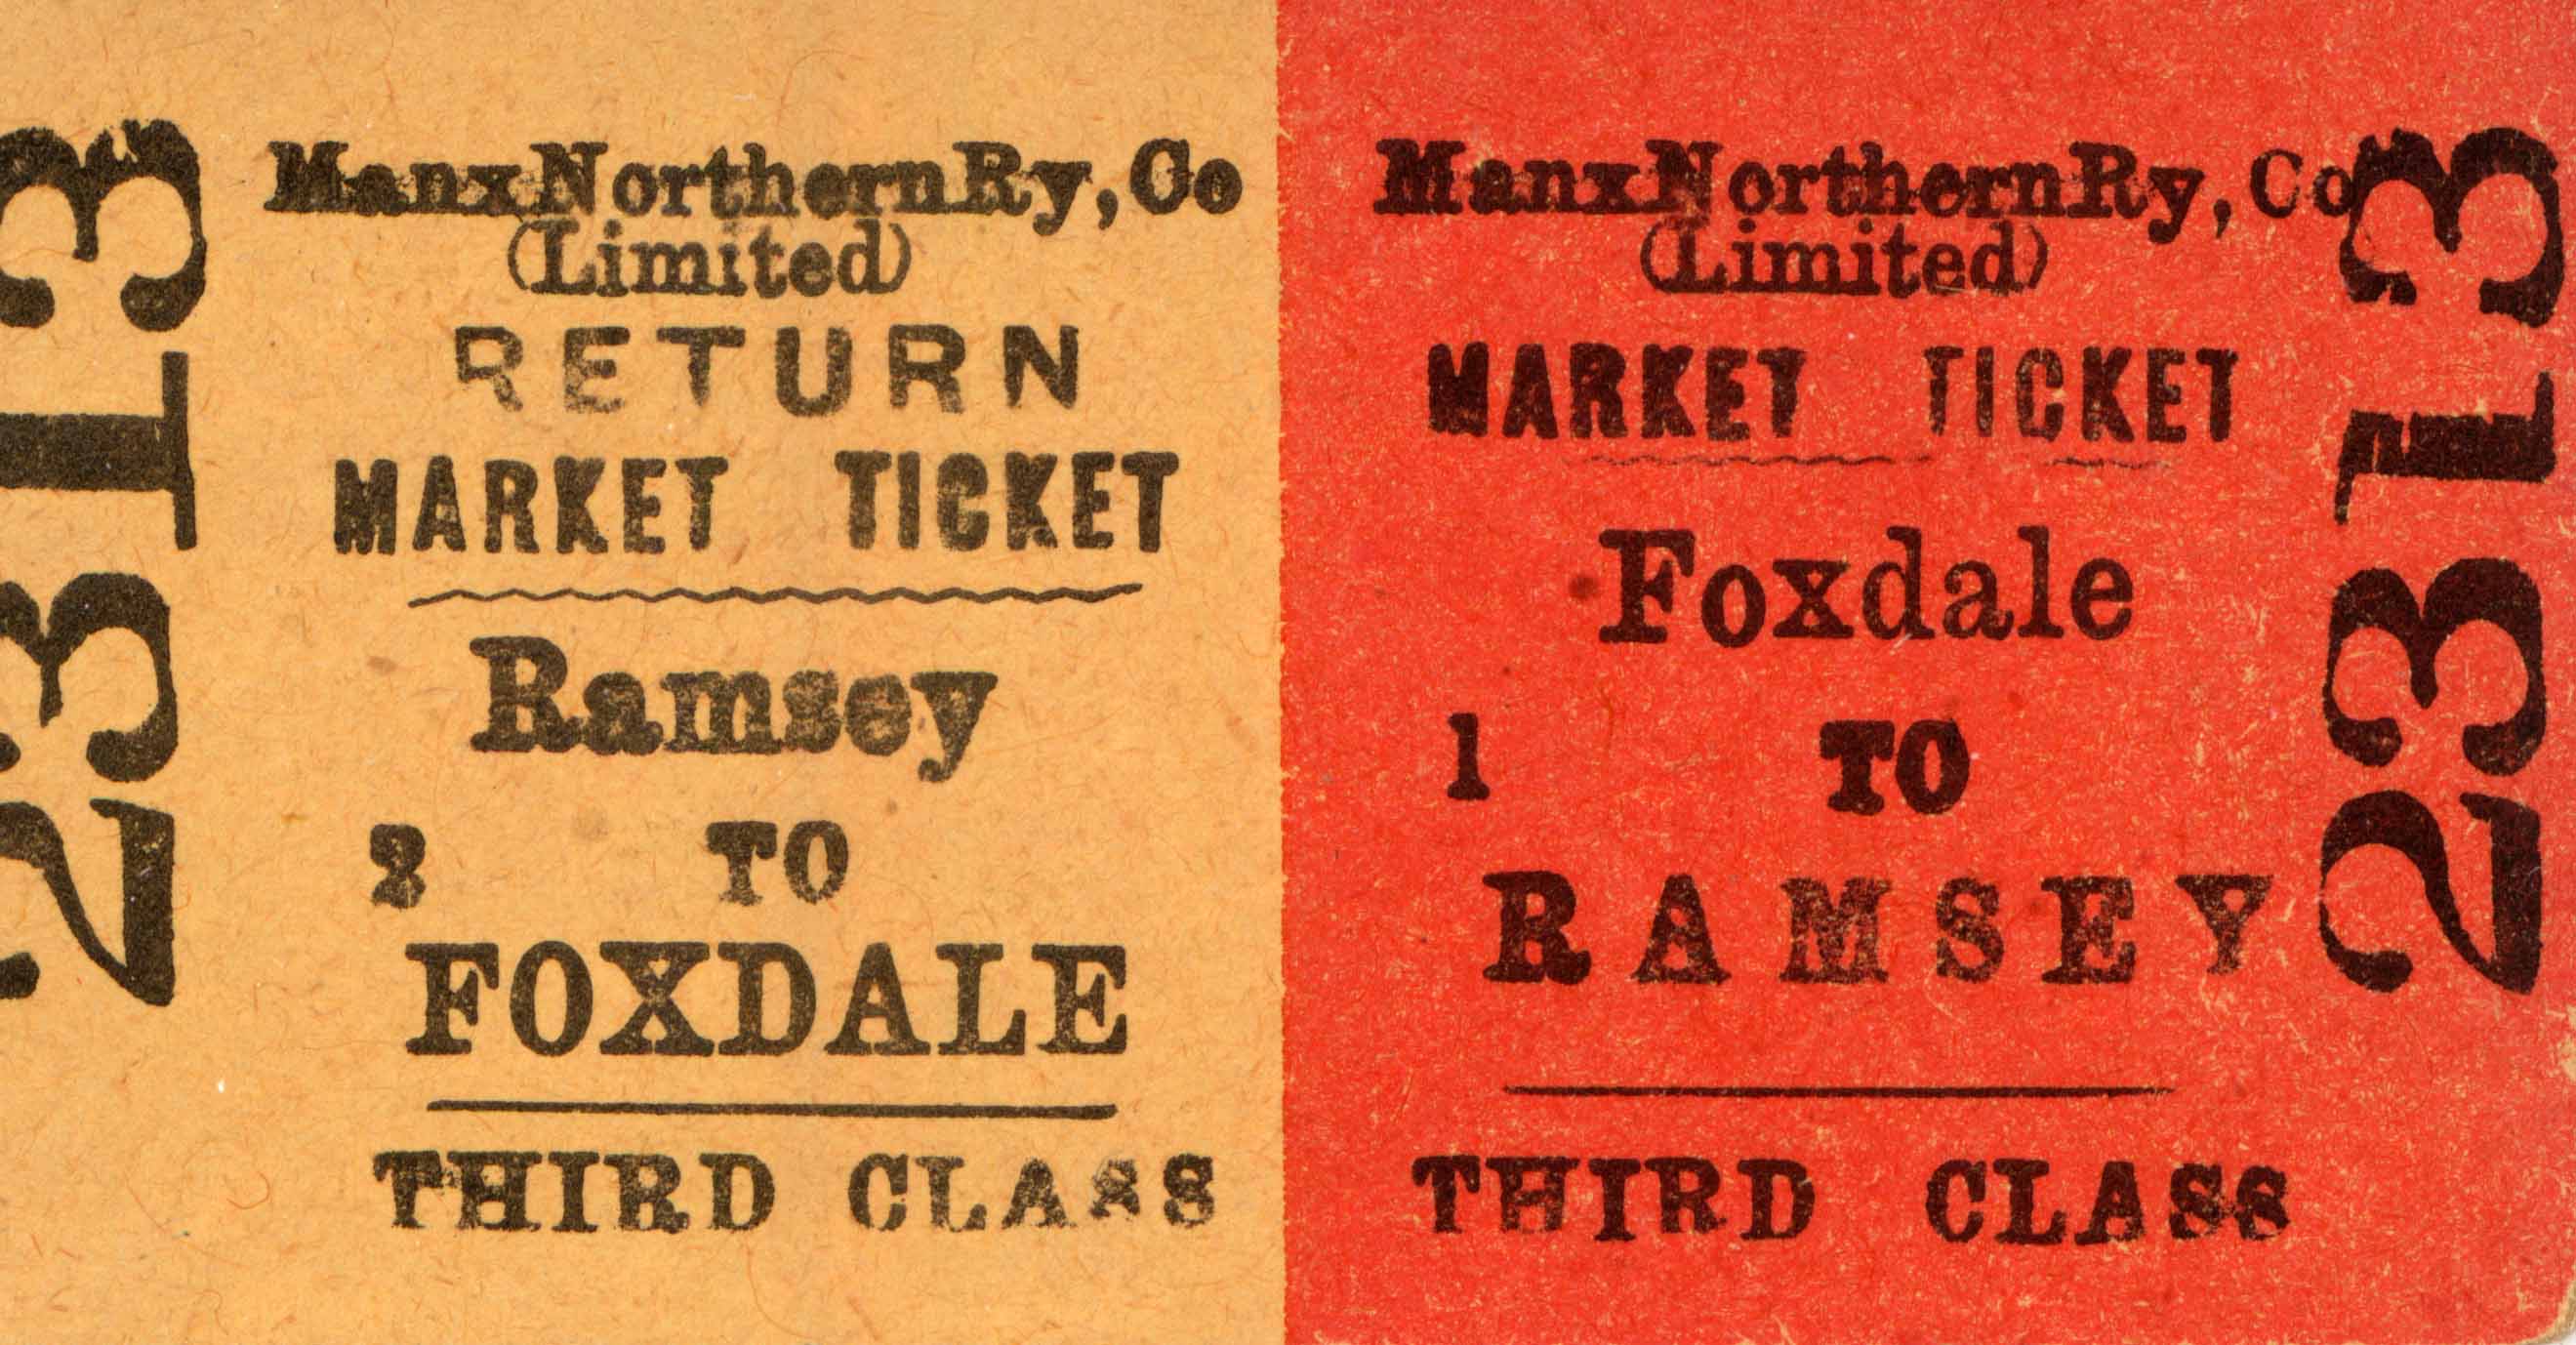 2313
ManxNorthernRy, Co
(Limited)
RETURN
MARKET TICKET
Ramsey
2 TO
FOXDALE
THIRD CLASS
ManxNorthernRy, Co
(Limited)
MARKET TICKET
Foxdale
1 TO
RAMSEY
THIRD CLASS
2313